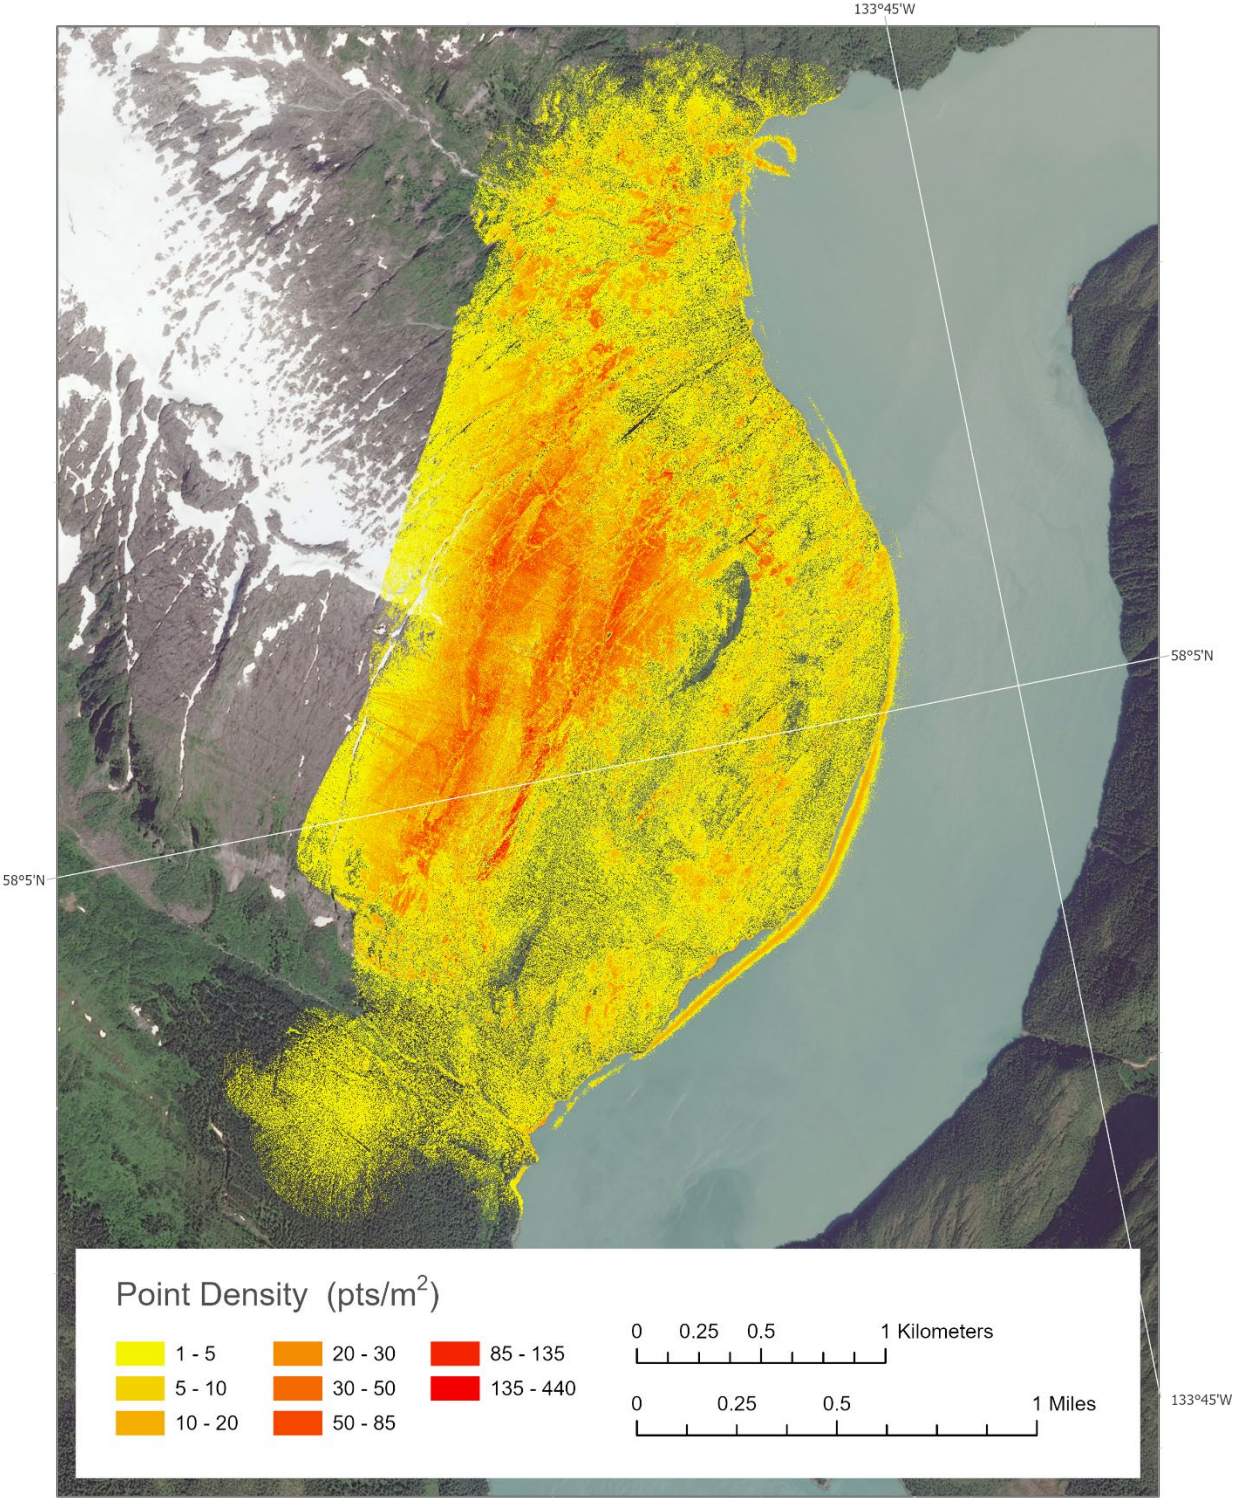 133°45'W
58°5'N
58°5'N
Point Density (pts/m²)
1 - 5
20 - 30
85 - 135
5 - 10
30 - 50
135 - 440
10 - 20
50 - 85
0 0.25 0.5 1 Kilometers
0 0.25 0.5 1 Miles
133°45'W